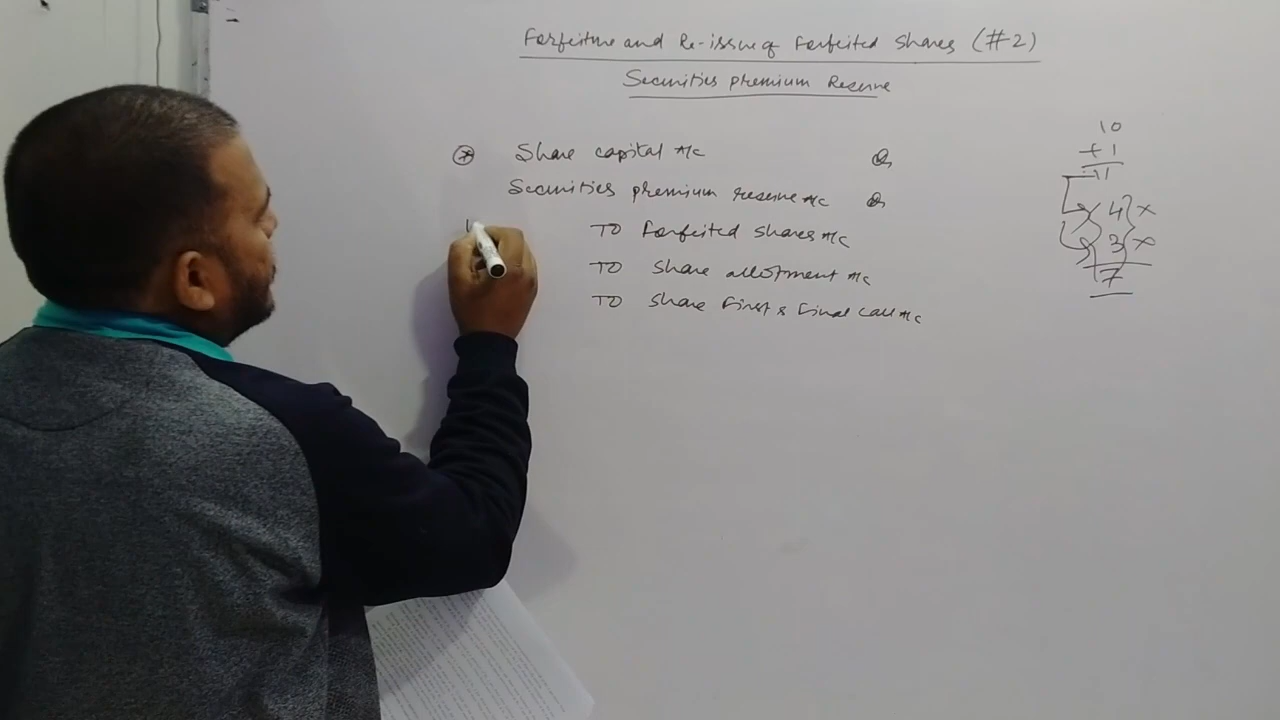 Forfeiture and Re-issue of Forfeited Shares (#2)
Securities premium Reserve
Share capital A/c Dr
Securities premium reserve A/c Dr
TO Forfeited shares A/c
TO share allotment A/c
TO share First & Final call A/c
10
+ 1
11
4 x
3 x
7